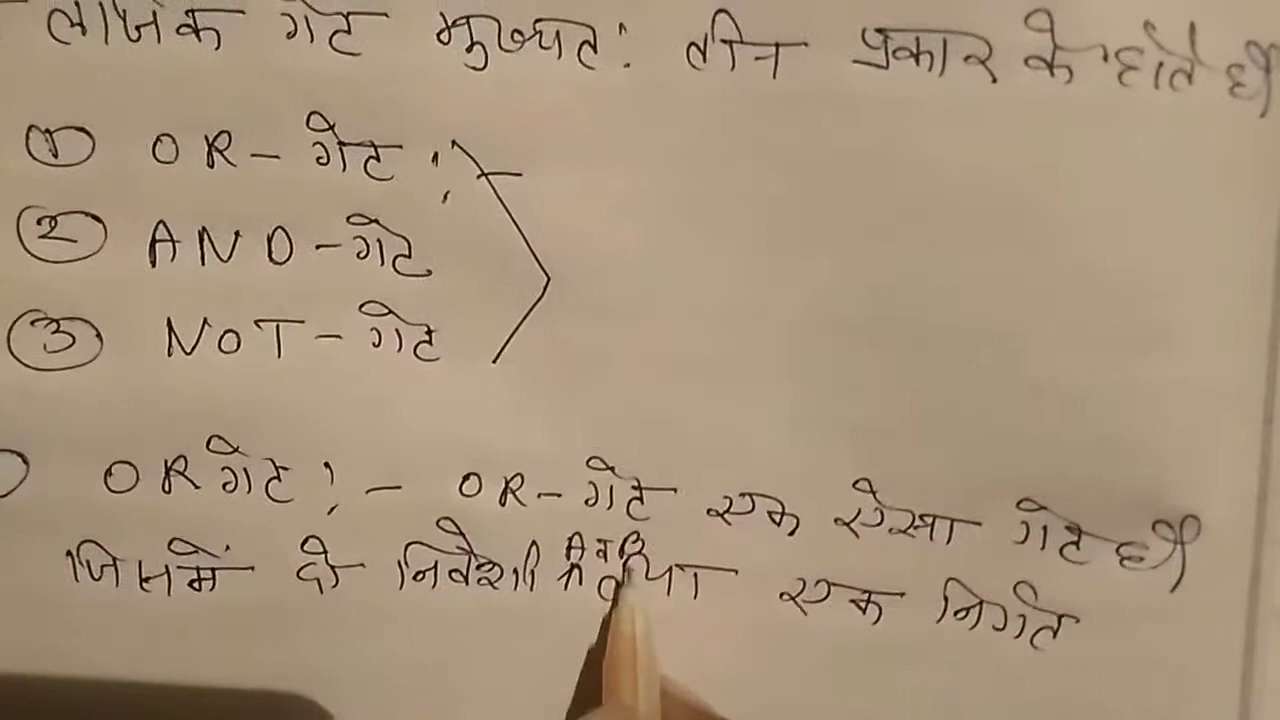 लॉजिक गेट मुख्यत: तीन प्रकार के होते है
① OR - गेट :-
② AND - गेट
③ NOT - गेट
OR गेट :- OR - गेट एक ऐसा गेट है
जिसमें दो निवेशी A व B तथा एक निर्गत